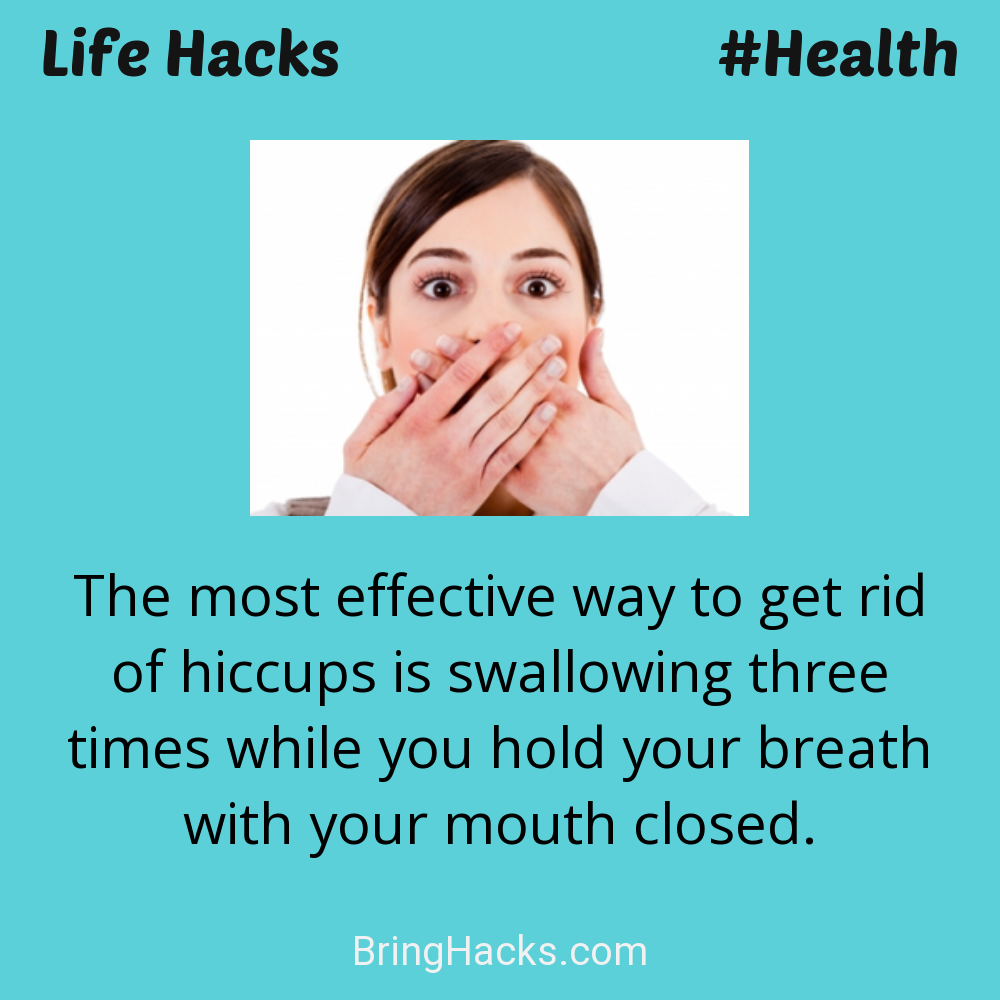 Life Hacks #Health
The most effective way to get rid
of hiccups is swallowing three
times while you hold your breath
with your mouth closed.
BringHacks.com